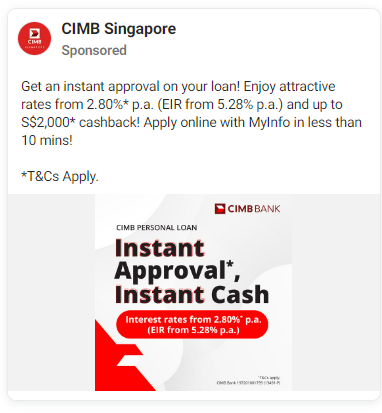 CIMB Singapore
Sponsored
Get an instant approval on your loan! Enjoy attractive
rates from 2.80%* p.a. (EIR from 5.28% p.a.) and up to
S$2,000* cashback! Apply online with MyInfo in less than
10 mins!
*T&Cs Apply.
CIMB BANK
CIMB PERSONAL LOAN
Instant
Approval*,
Instant Cash
Interest rates from 2.80%* p.a.
(EIR from 5.28% p.a.)
*T&Cs apply.
CIMB Bank